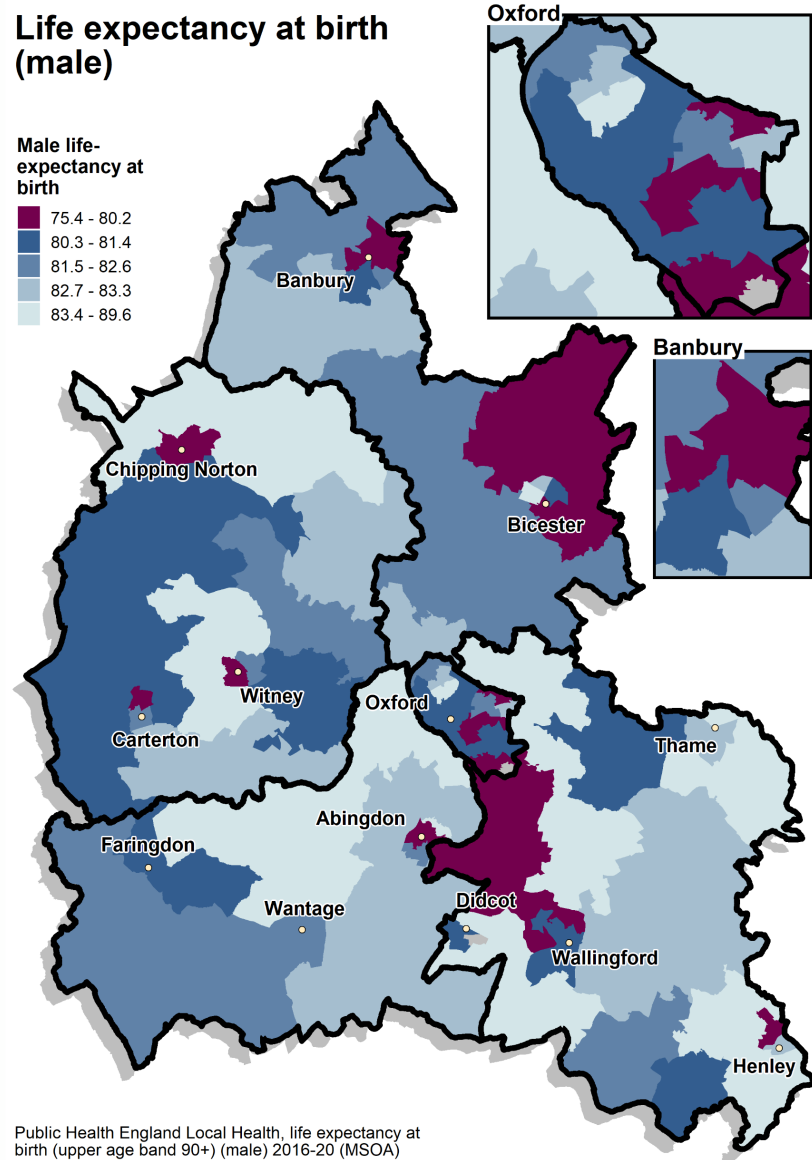 Life expectancy at birth
(male)
Oxford
Male life-
expectancy at
birth
75.4 - 80.2
80.3 - 81.4
81.5 - 82.6
82.7 - 83.3
83.4 - 89.6
Banbury
Banbury
Chipping Norton
Bicester
Witney
Oxford
Carterton
Thame
Abingdon
Faringdon
Didcot
Wantage
Wallingford
Henley
Public Health England Local Health, life expectancy at
birth (upper age band 90+) (male) 2016-20 (MSOA)